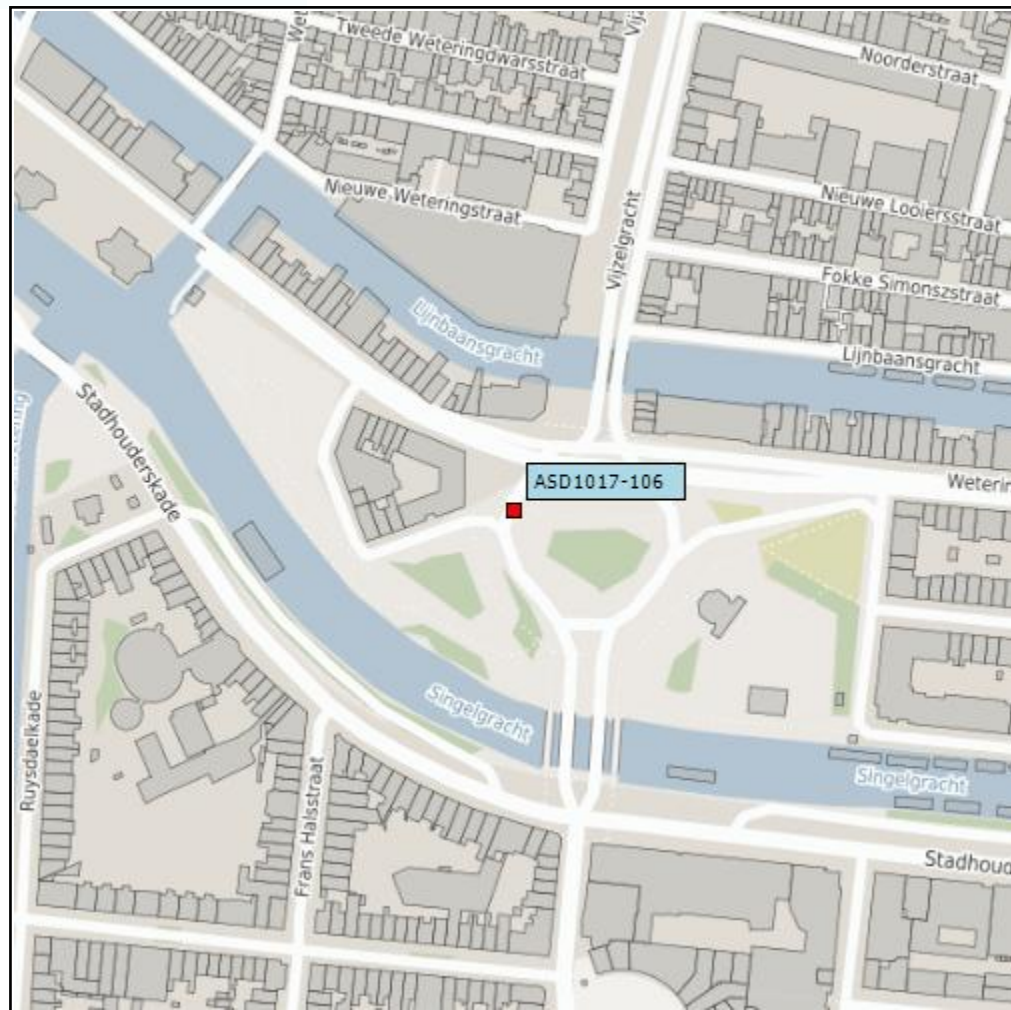 Tweede Weteringdwarsstraat
Noorderstraat
Nieuwe Weteringstraat
Nieuwe Looiersstraat
Vijzelgracht
Fokke Simonszstraat
Lijnbaansgracht
Lijnbaansgracht
Stadhouderskade
ASD1017-106
Weterin
Singelgracht
Singelgracht
Ruysdaelkade
Frans Halsstraat
Stadhoud